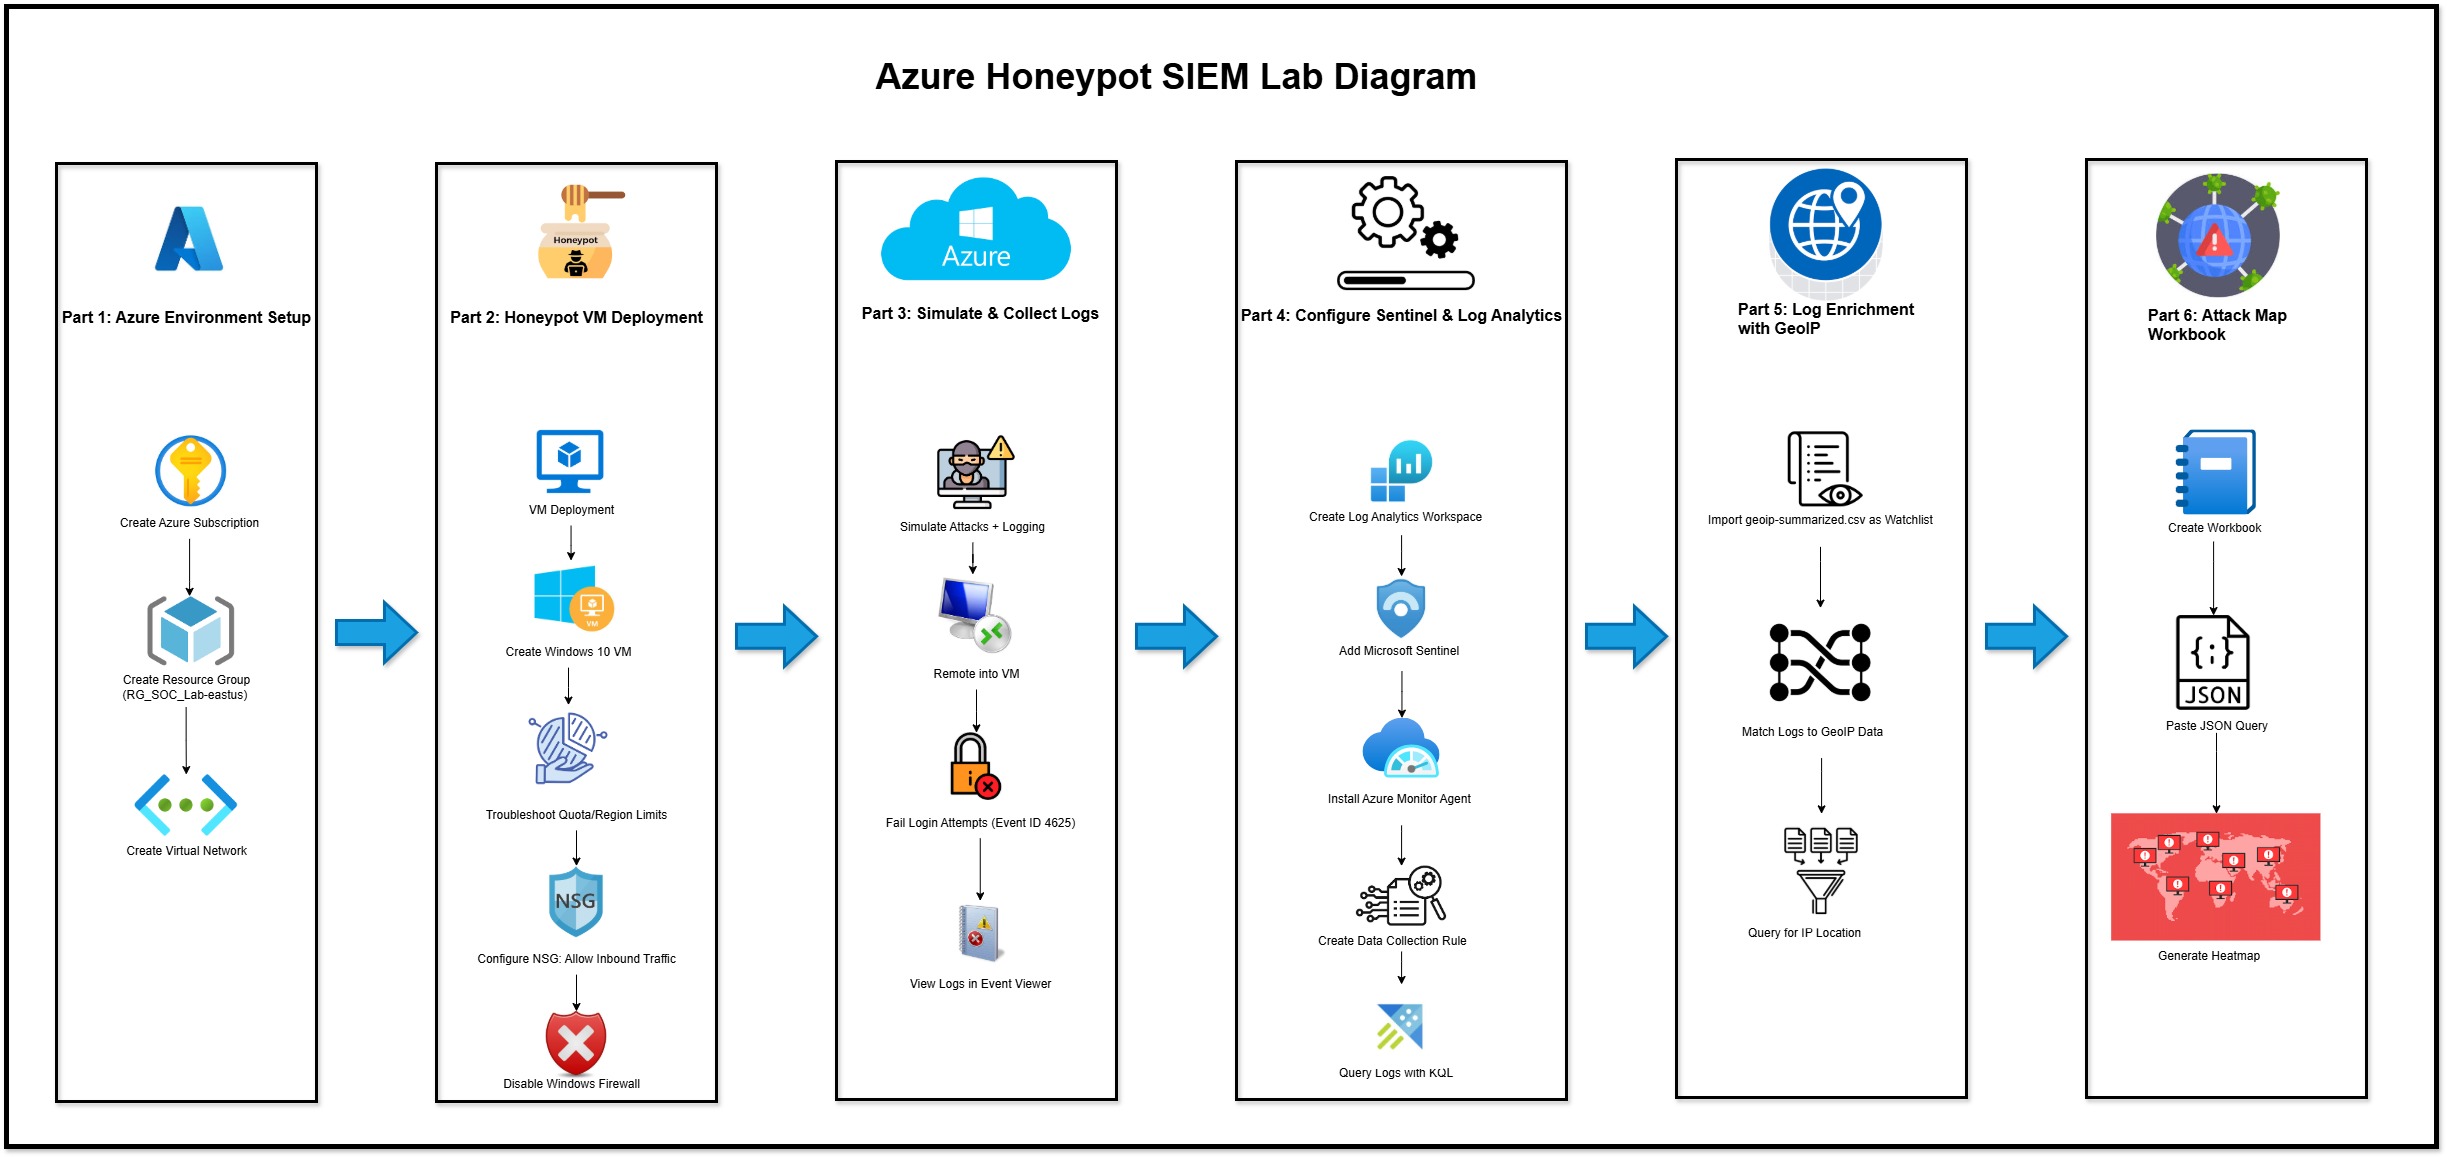 Azure Honeypot SIEM Lab Diagram
Part 1: Azure Environment Setup
Create Azure Subscription
Create Resource Group
(RG_SOC_Lab-eastus)
Create Virtual Network
Honeypot
Part 2: Honeypot VM Deployment
VM Deployment
VM
Create Windows 10 VM
Troubleshoot Quota/Region Limits
NSG
Configure NSG: Allow Inbound Traffic
Disable Windows Firewall
Azure
Part 3: Simulate & Collect Logs
Simulate Attacks + Logging
Remote into VM
Fail Login Attempts (Event ID 4625)
View Logs in Event Viewer
Part 4: Configure Sentinel & Log Analytics
Create Log Analytics Workspace
Add Microsoft Sentinel
Install Azure Monitor Agent
Create Data Collection Rule
Query Logs with KQL
Part 5: Log Enrichment
with GeoIP
Import geoip-summarized.csv as Watchlist
Match Logs to GeoIP Data
Query for IP Location
Part 6: Attack Map
Workbook
Create Workbook
{;}
JSON
Paste JSON Query
Generate Heatmap